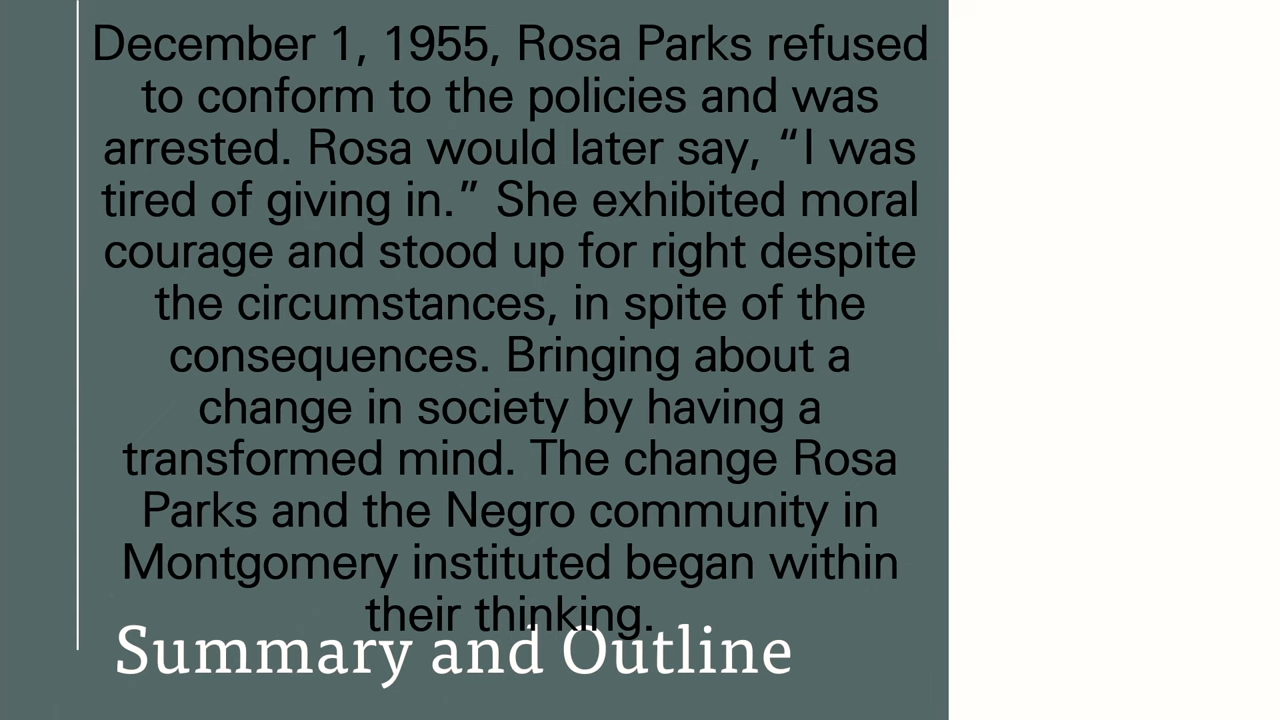 December 1, 1955, Rosa Parks refused
to conform to the policies and was
arrested. Rosa would later say, “I was
tired of giving in.” She exhibited moral
courage and stood up for right despite
the circumstances, in spite of the
consequences. Bringing about a
change in society by having a
transformed mind. The change Rosa
Parks and the Negro community in
Montgomery instituted began within
their thinking.
Summary and Outline